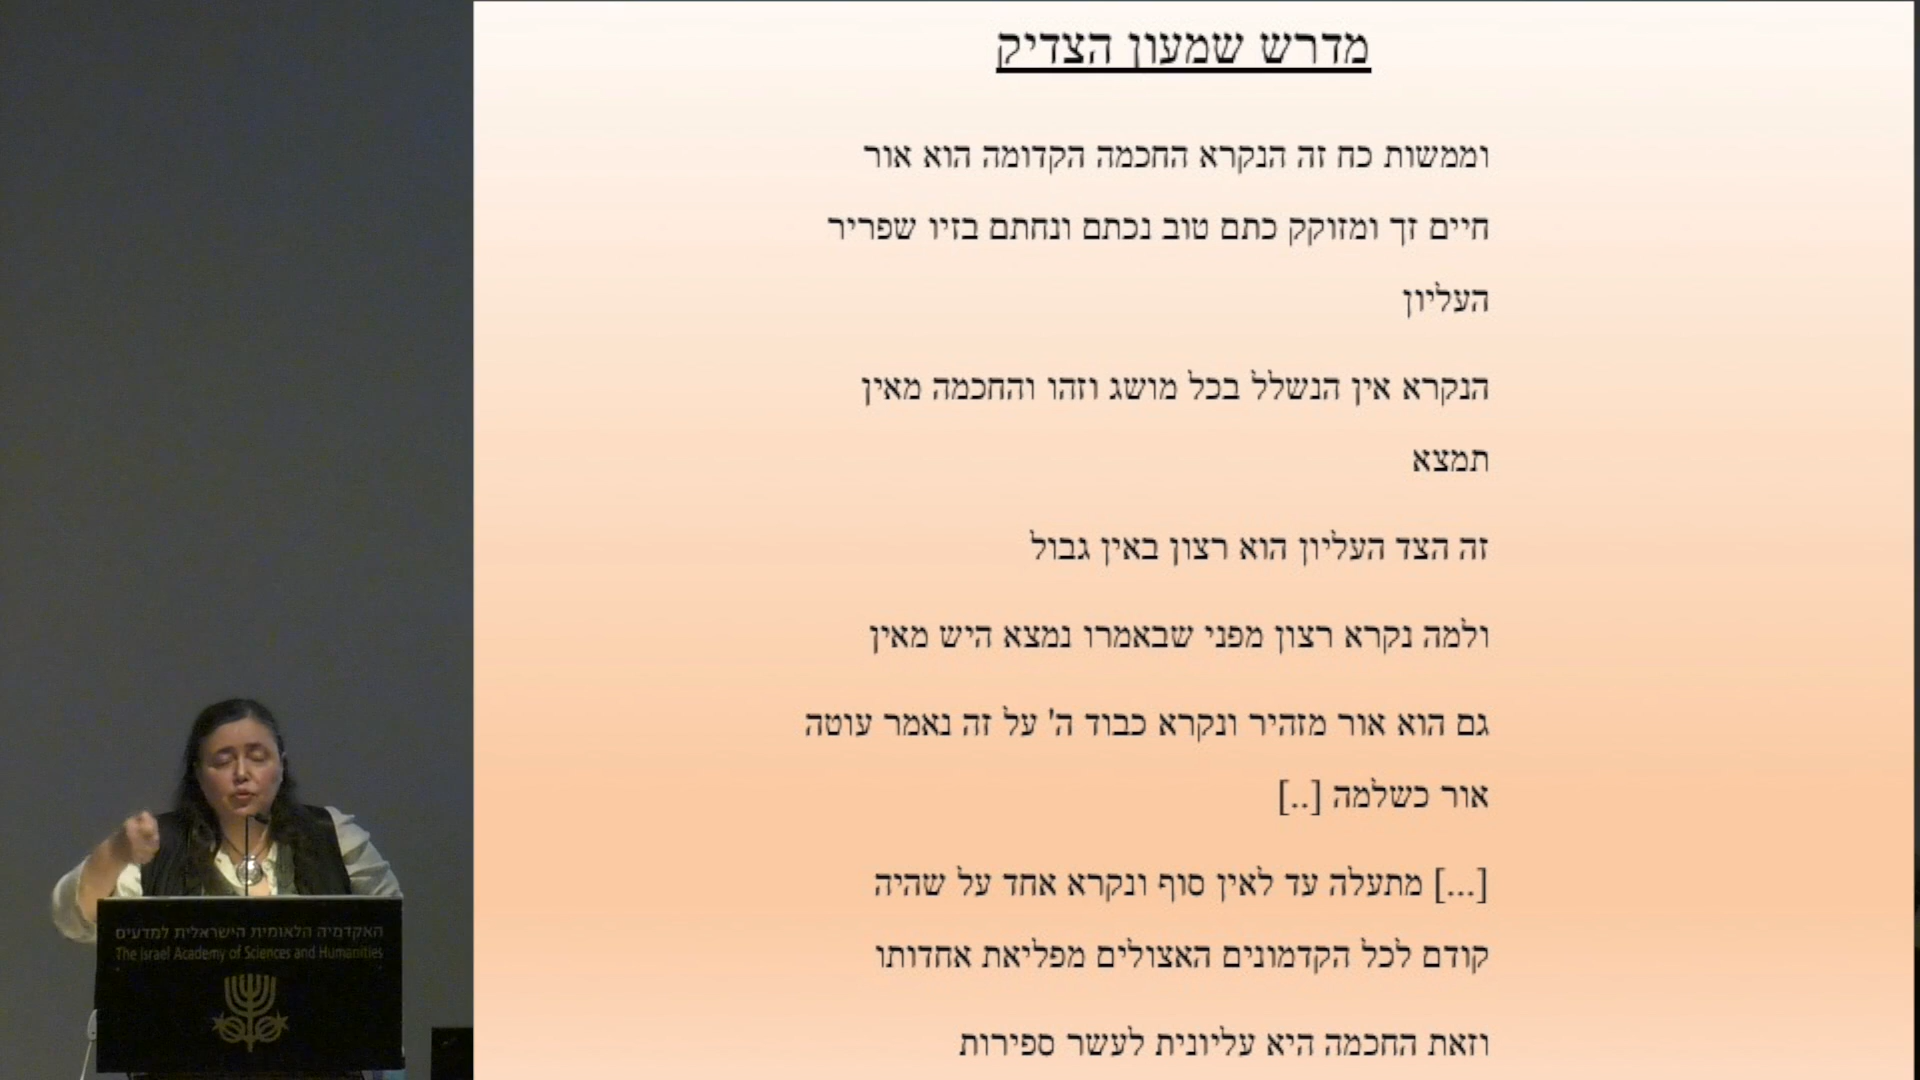 מדרש שמעון הצדיק
וממשות כח זה הנקרא החכמה הקדומה הוא אור
חיים זך ומזוקק כתם טוב נכתם ונחתם בזיו שפריר
העליון
הנקרא אין הנשלל בכל מושג וזהו והחכמה מאין
תמצא
זה הצד העליון הוא רצון באין גבול
ולמה נקרא רצון מפני שבאמרו נמצא היש מאין
גם הוא אור מזהיר ונקרא כבוד ה' על זה נאמר עוטה
אור כשלמה [..]
[...] מתעלה עד לאין סוף ונקרא אחד על שהיה
קודם לכל הקדמונים האצולים מפליאת אחדותו
וזאת החכמה היא עליונית לעשר ספירות
האקדמיה הלאומית הישראלית למדעים
The Israel Academy of Sciences and Humanities